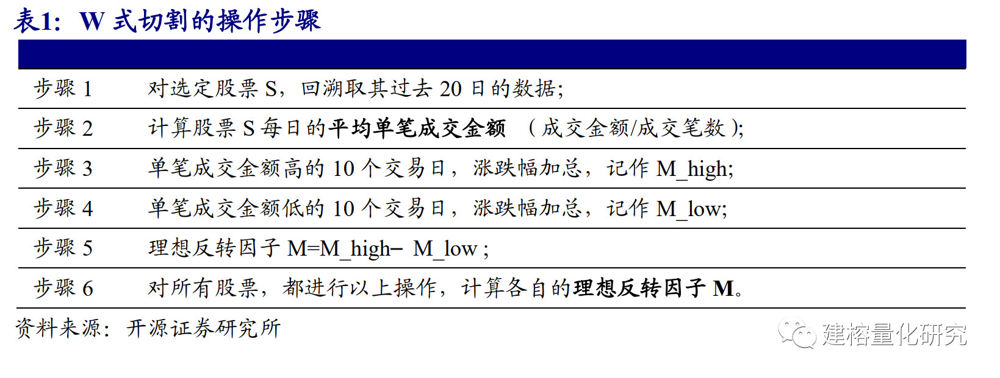 表1：W 式切割的操作步骤
步骤 1 对选定股票 S，回溯取其过去 20 日的数据;
步骤 2 计算股票 S 每日的平均单笔成交金额 （成交金额/成交笔数）;
步骤 3 单笔成交金额高的 10 个交易日，涨跌幅加总，记作 M_high;
步骤 4 单笔成交金额低的 10 个交易日，涨跌幅加总，记作 M_low;
步骤 5 理想反转因子 M=M_high− M_low ;
步骤 6 对所有股票，都进行以上操作，计算各自的理想反转因子 M。
资料来源：开源证券研究所
建榕量化研究